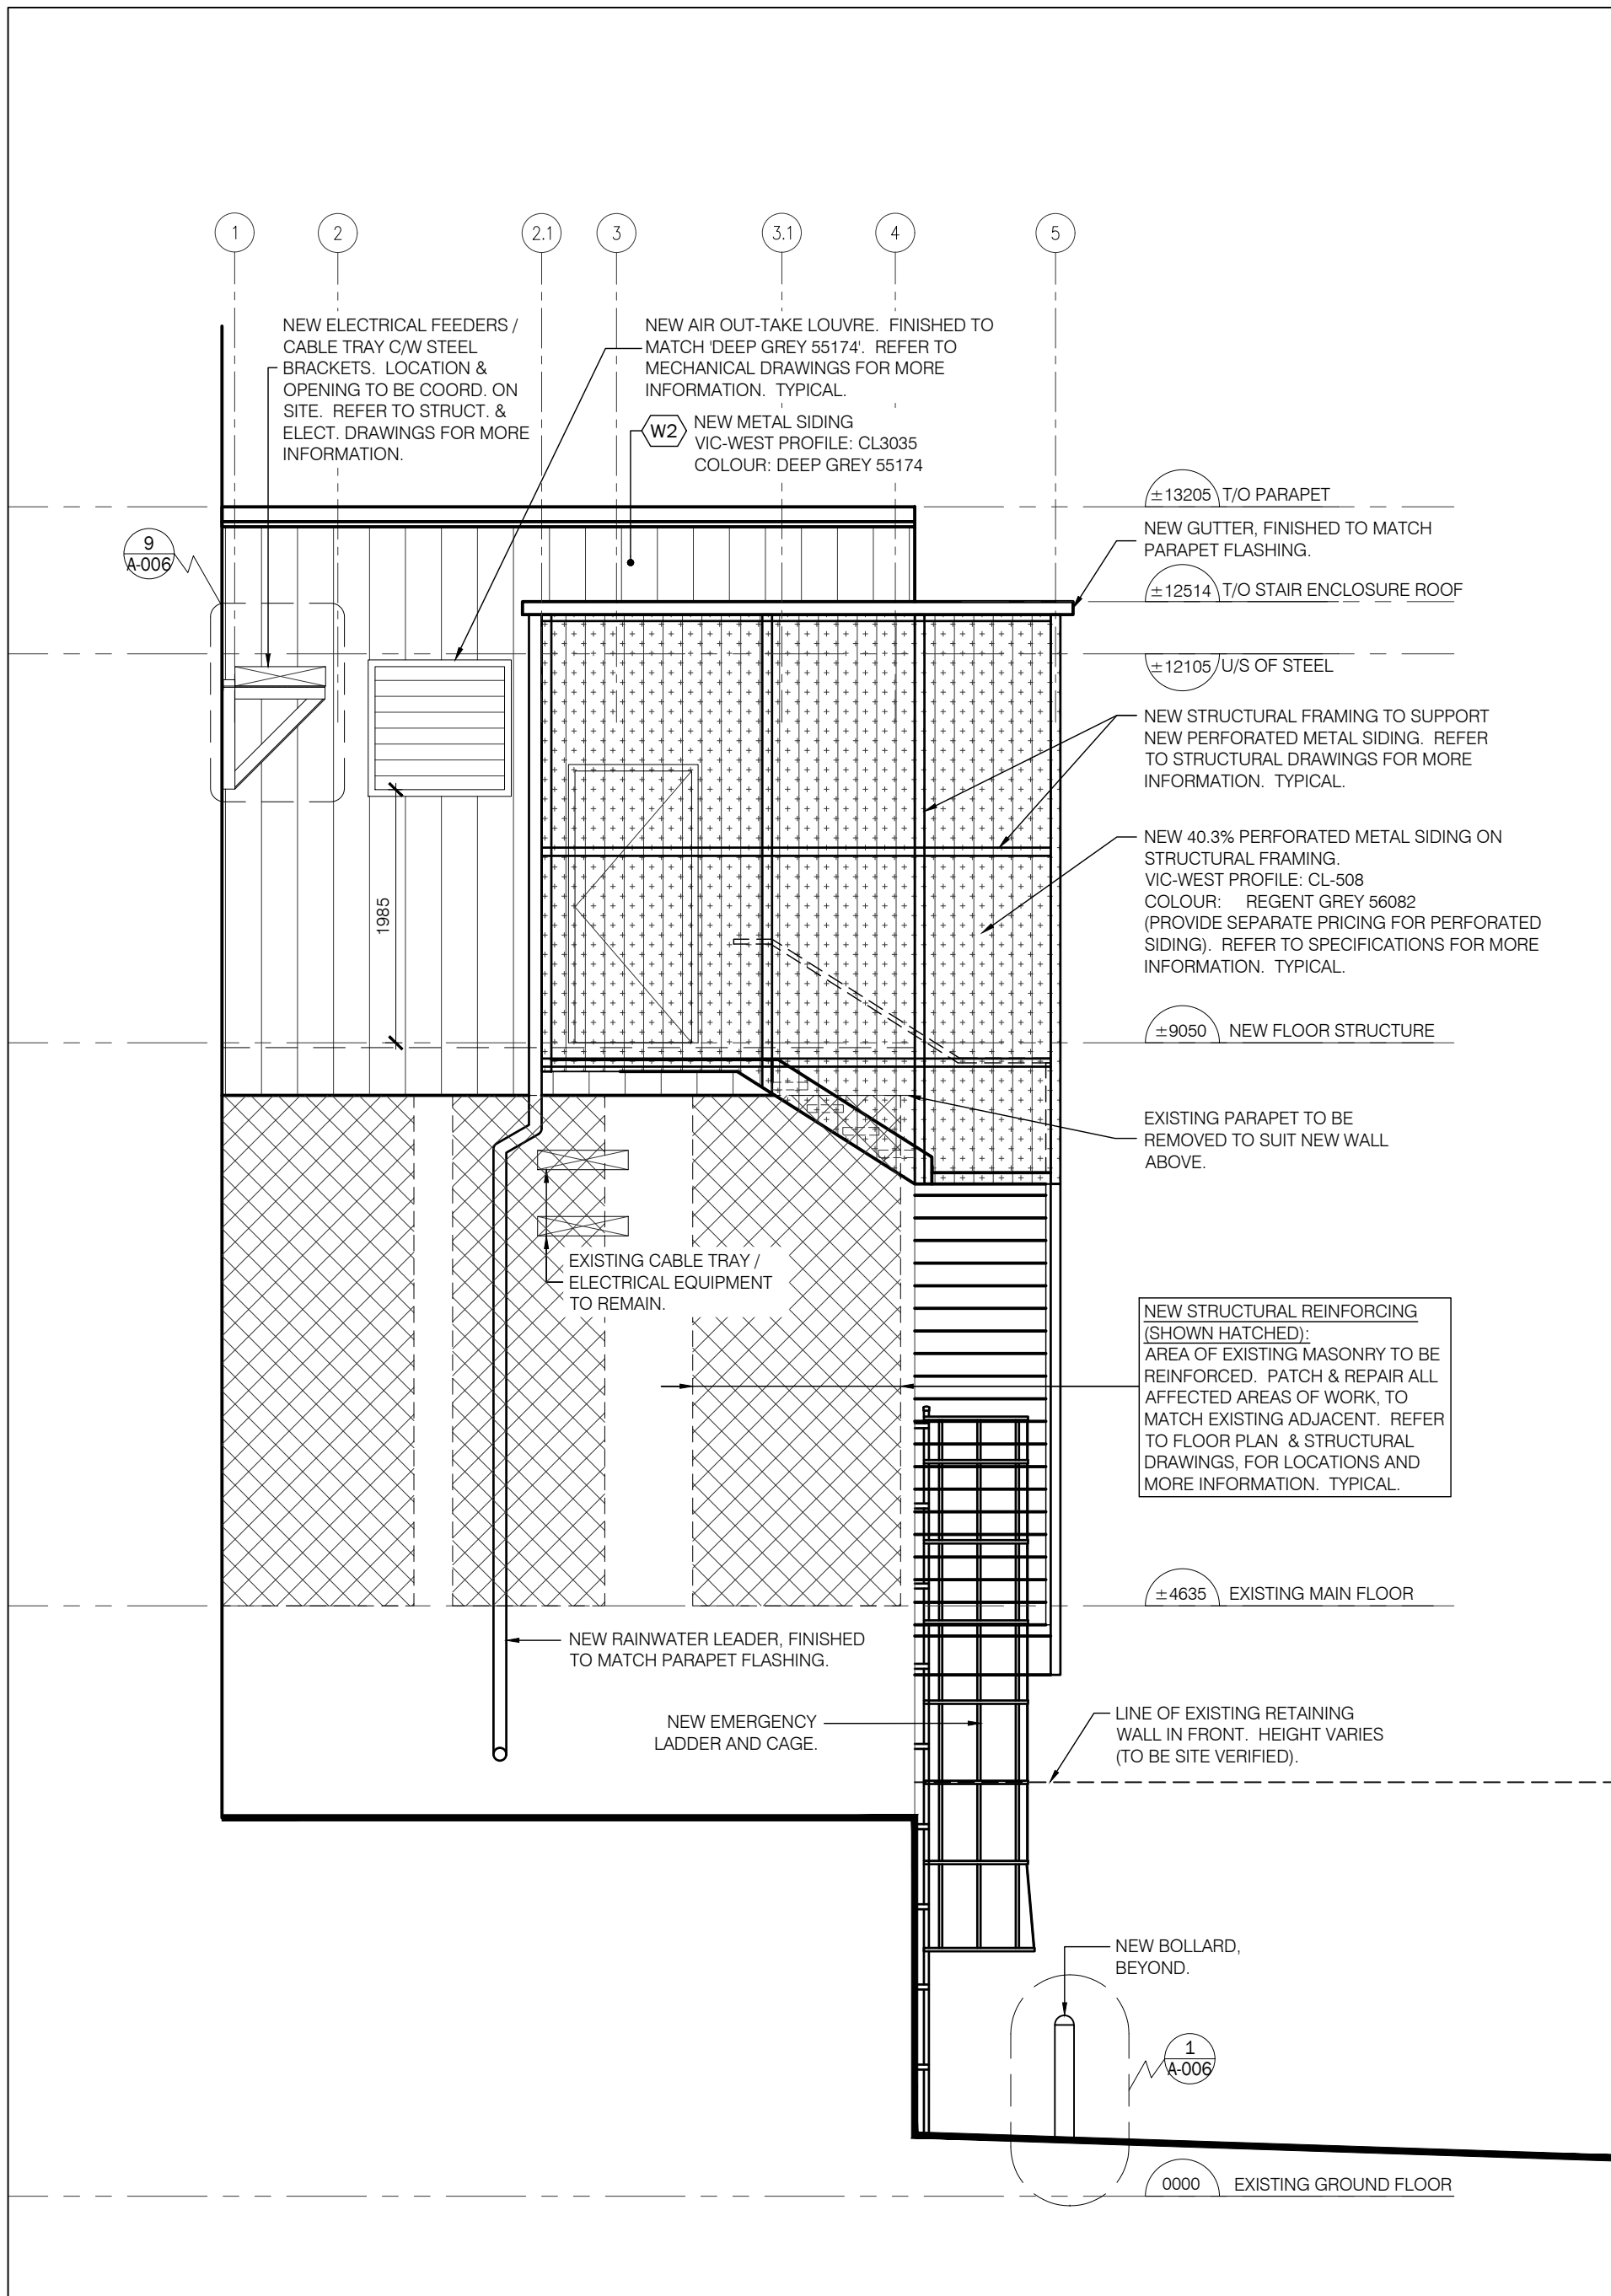 1
2
2.1
3
3.1
4
5
NEW ELECTRICAL FEEDERS /
CABLE TRAY C/W STEEL
BRACKETS. LOCATION &
OPENING TO BE COORD. ON
SITE. REFER TO STRUCT. &
ELECT. DRAWINGS FOR MORE
INFORMATION.
NEW AIR OUT-TAKE LOUVRE. FINISHED TO
MATCH 'DEEP GREY 55174'. REFER TO
MECHANICAL DRAWINGS FOR MORE
INFORMATION. TYPICAL.
W2
NEW METAL SIDING
VIC-WEST PROFILE: CL3035
COLOUR: DEEP GREY 55174
±13205 T/O PARAPET
NEW GUTTER, FINISHED TO MATCH
PARAPET FLASHING.
9
A-006
±12514 T/O STAIR ENCLOSURE ROOF
±12105 U/S OF STEEL
NEW STRUCTURAL FRAMING TO SUPPORT
NEW PERFORATED METAL SIDING. REFER
TO STRUCTURAL DRAWINGS FOR MORE
INFORMATION. TYPICAL.
NEW 40.3% PERFORATED METAL SIDING ON
STRUCTURAL FRAMING.
VIC-WEST PROFILE: CL-508
COLOUR: REGENT GREY 56082
(PROVIDE SEPARATE PRICING FOR PERFORATED
SIDING). REFER TO SPECIFICATIONS FOR MORE
INFORMATION. TYPICAL.
1985
±9050 NEW FLOOR STRUCTURE
EXISTING PARAPET TO BE
REMOVED TO SUIT NEW WALL
ABOVE.
EXISTING CABLE TRAY /
ELECTRICAL EQUIPMENT
TO REMAIN.
NEW STRUCTURAL REINFORCING
(SHOWN HATCHED):
AREA OF EXISTING MASONRY TO BE
REINFORCED. PATCH & REPAIR ALL
AFFECTED AREAS OF WORK, TO
MATCH EXISTING ADJACENT. REFER
TO FLOOR PLAN & STRUCTURAL
DRAWINGS, FOR LOCATIONS AND
MORE INFORMATION. TYPICAL.
±4635 EXISTING MAIN FLOOR
NEW RAINWATER LEADER, FINISHED
TO MATCH PARAPET FLASHING.
NEW EMERGENCY
LADDER AND CAGE.
LINE OF EXISTING RETAINING
WALL IN FRONT. HEIGHT VARIES
(TO BE SITE VERIFIED).
NEW BOLLARD,
BEYOND.
1
A-006
0000 EXISTING GROUND FLOOR